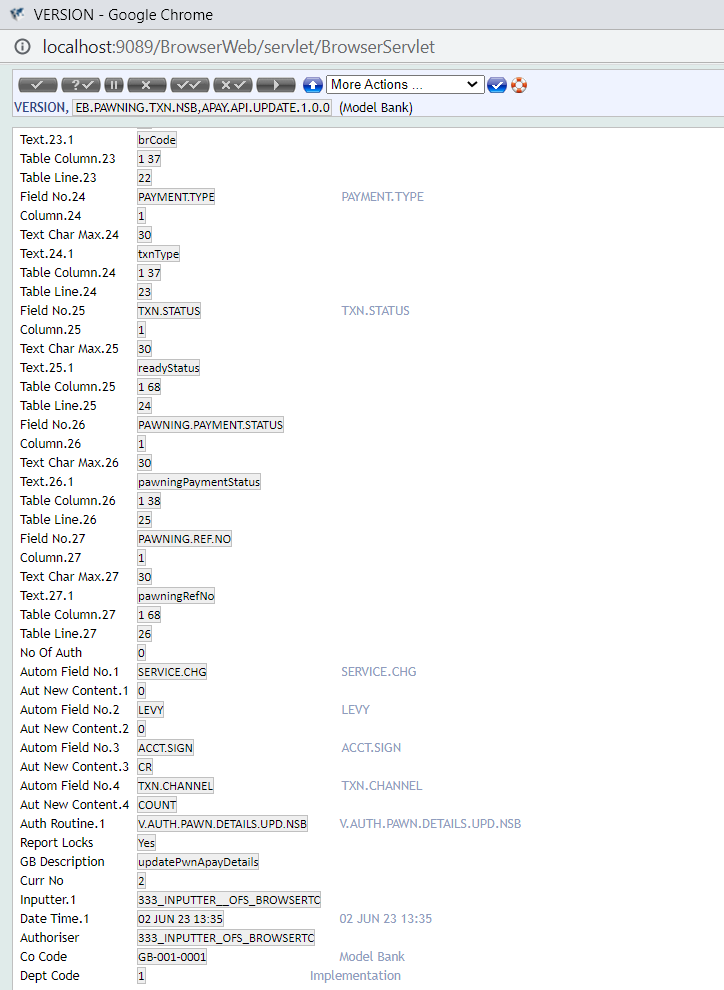 VERSION - Google Chrome
localhost:9089/BrowserWeb/servlet/BrowserServlet
More Actions ...
VERSION, EB.PAWNING.TXN.NSB,APAY.API.UPDATE.1.0.0 (Model Bank)
Text.23.1 brCode
Table Column.23 1 37
Table Line.23 22
Field No.24 PAYMENT.TYPE PAYMENT.TYPE
Column.24 1
Text Char Max.24 30
Text.24.1 txnType
Table Column.24 1 37
Table Line.24 23
Field No.25 TXN.STATUS TXN.STATUS
Column.25 1
Text Char Max.25 30
Text.25.1 readyStatus
Table Column.25 1 68
Table Line.25 24
Field No.26 PAWNING.PAYMENT.STATUS
Column.26 1
Text Char Max.26 30
Text.26.1 pawningPaymentStatus
Table Column.26 1 38
Table Line.26 25
Field No.27 PAWNING.REF.NO
Column.27 1
Text Char Max.27 30
Text.27.1 pawningRefNo
Table Column.27 1 68
Table Line.27 26
No Of Auth 0
Autom Field No.1 SERVICE.CHG SERVICE.CHG
Aut New Content.1 0
Autom Field No.2 LEVY LEVY
Aut New Content.2 0
Autom Field No.3 ACCT.SIGN ACCT.SIGN
Aut New Content.3 CR
Autom Field No.4 TXN.CHANNEL TXN.CHANNEL
Aut New Content.4 COUNT
Auth Routine.1 V.AUTH.PAWN.DETAILS.UPD.NSB V.AUTH.PAWN.DETAILS.UPD.NSB
Report Locks Yes
GB Description updatePwnApayDetails
Curr No 2
Inputter.1 333_INPUTTER__OFS_BROWSERTC
Date Time.1 02 JUN 23 13:35 02 JUN 23 13:35
Authoriser 333_INPUTTER_OFS_BROWSERTC
Co Code GB-001-0001 Model Bank
Dept Code 1 Implementation